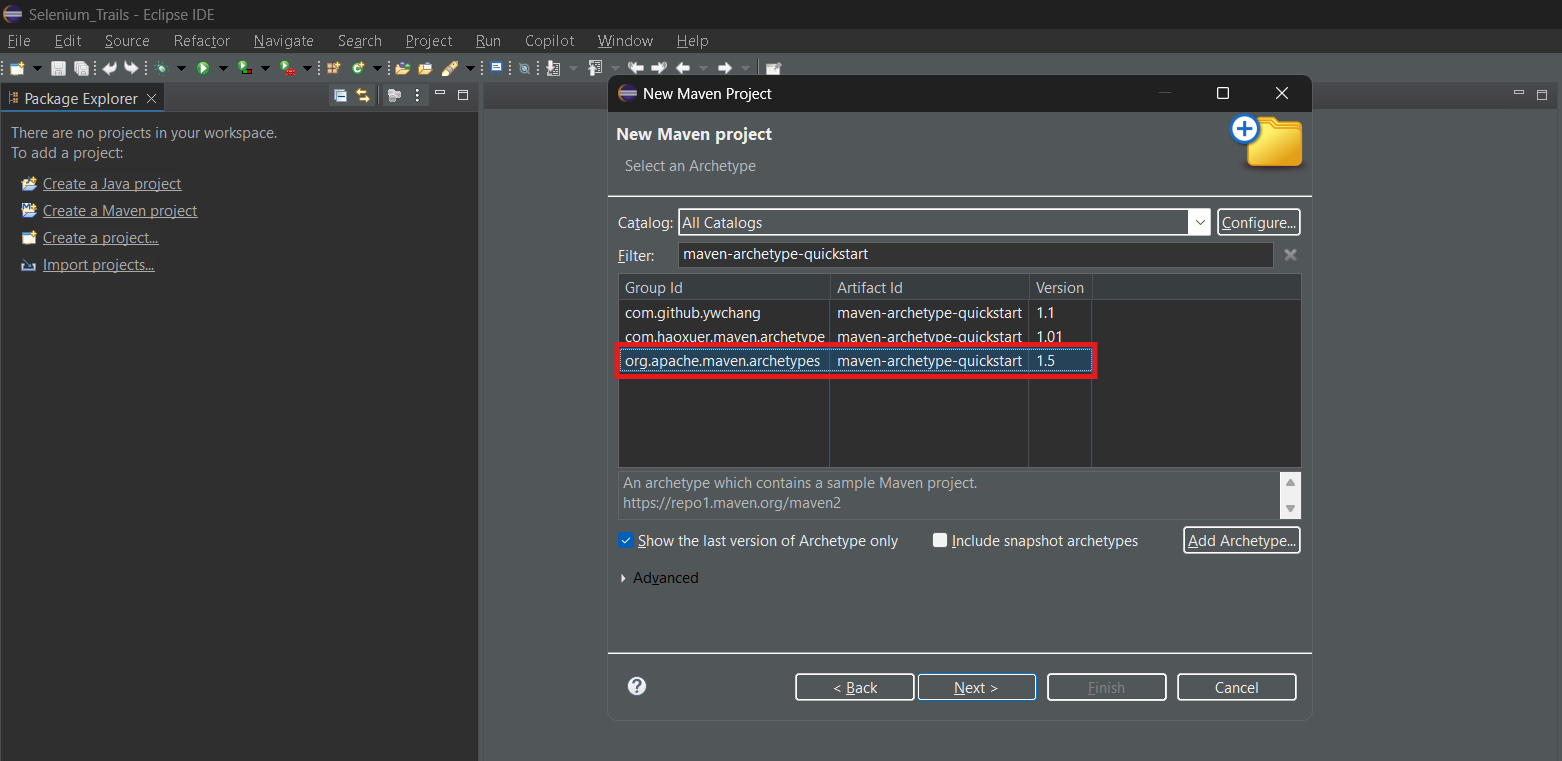 Selenium_Trails - Eclipse IDE
File Edit Source Refactor Navigate Search Project Run Copilot Window Help
Package Explorer
There are no projects in your workspace.
To add a project:
Create a Java project
Create a Maven project
Create a project...
Import projects...
New Maven Project
New Maven project
Select an Archetype
Catalog: All Catalogs Configure...
Filter: maven-archetype-quickstart
Group Id Artifact Id Version
com.github.ywchang maven-archetype-quickstart 1.1
com.haoxuer.maven.archetype maven-archetype-quickstart 1.01
org.apache.maven.archetypes maven-archetype-quickstart 1.5
An archetype which contains a sample Maven project.
https://repo1.maven.org/maven2
Show the last version of Archetype only Include snapshot archetypes Add Archetype...
Advanced
< Back Next > Finish Cancel